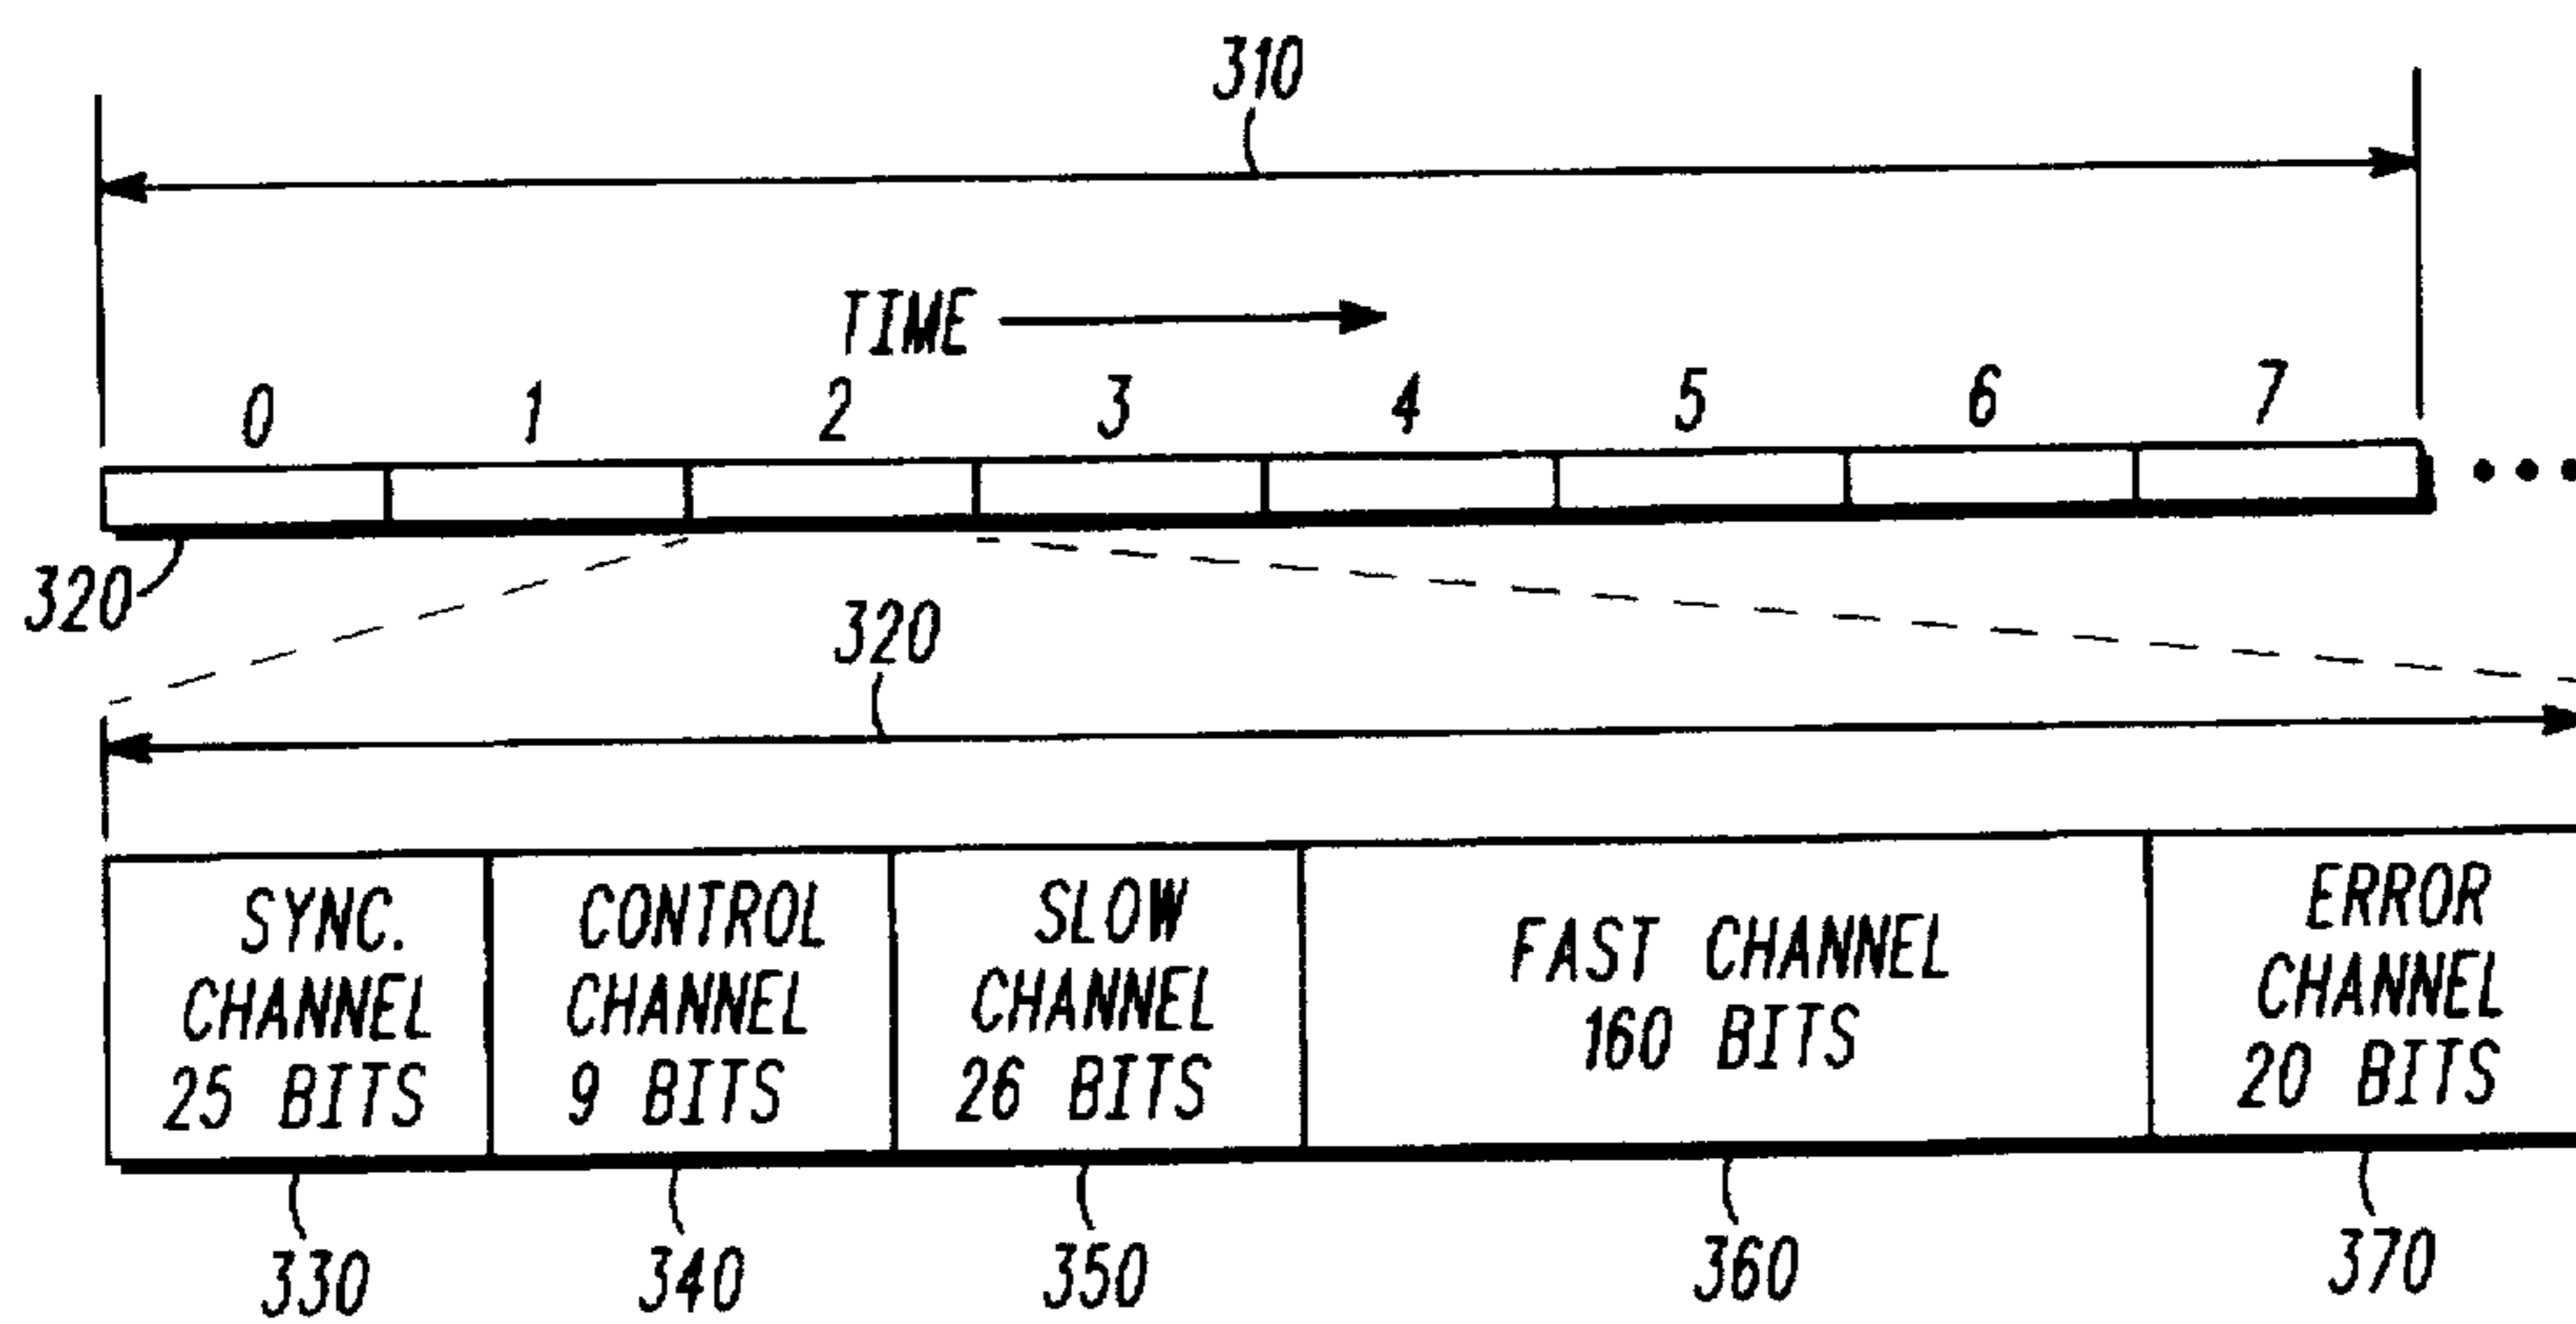 310
TIME
0 1 2 3 4 5 6 7
320
320
SYNC.
CHANNEL
25 BITS
CONTROL
CHANNEL
9 BITS
SLOW
CHANNEL
26 BITS
FAST CHANNEL
160 BITS
ERROR
CHANNEL
20 BITS
330 340 350 360 370